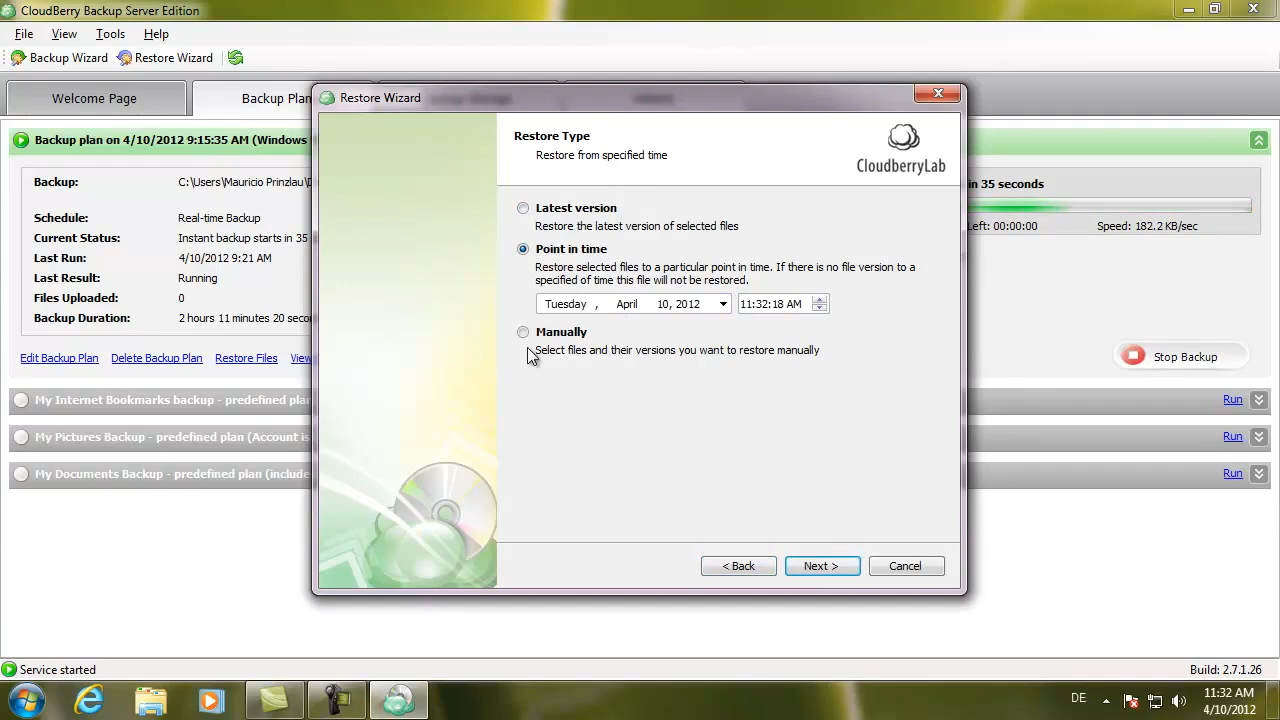 CloudBerry Backup Server Edition
File View Tools Help
Backup Wizard Restore Wizard
Welcome Page
Backup Plan
Restore Wizard
Backup plan on 4/10/2012 9:15:35 AM (Windows
Backup: C:\Users\Mauricio Prinzlau\D
Schedule: Real-time Backup
Current Status: Instant backup starts in 35
Last Run: 4/10/2012 9:21 AM
Last Result: Running
Files Uploaded: 0
Backup Duration: 2 hours 11 minutes 20 secon
Edit Backup Plan Delete Backup Plan Restore Files View
in 35 seconds
Left: 00:00:00 Speed: 182.2 KB/sec
Stop Backup
Restore Type
Restore from specified time
CloudberryLab
Latest version
Restore the latest version of selected files
Point in time
Restore selected files to a particular point in time. If there is no file version to a
specified of time this file will not be restored.
Tuesday , April 10, 2012 11:32:18 AM
Manually
Select files and their versions you want to restore manually
< Back Next > Cancel
My Internet Bookmarks backup - predefined plan Run
My Pictures Backup - predefined plan (Account is Run
My Documents Backup - predefined plan (include Run
Service started
Build: 2.7.1.26
DE
11:32 AM
4/10/2012